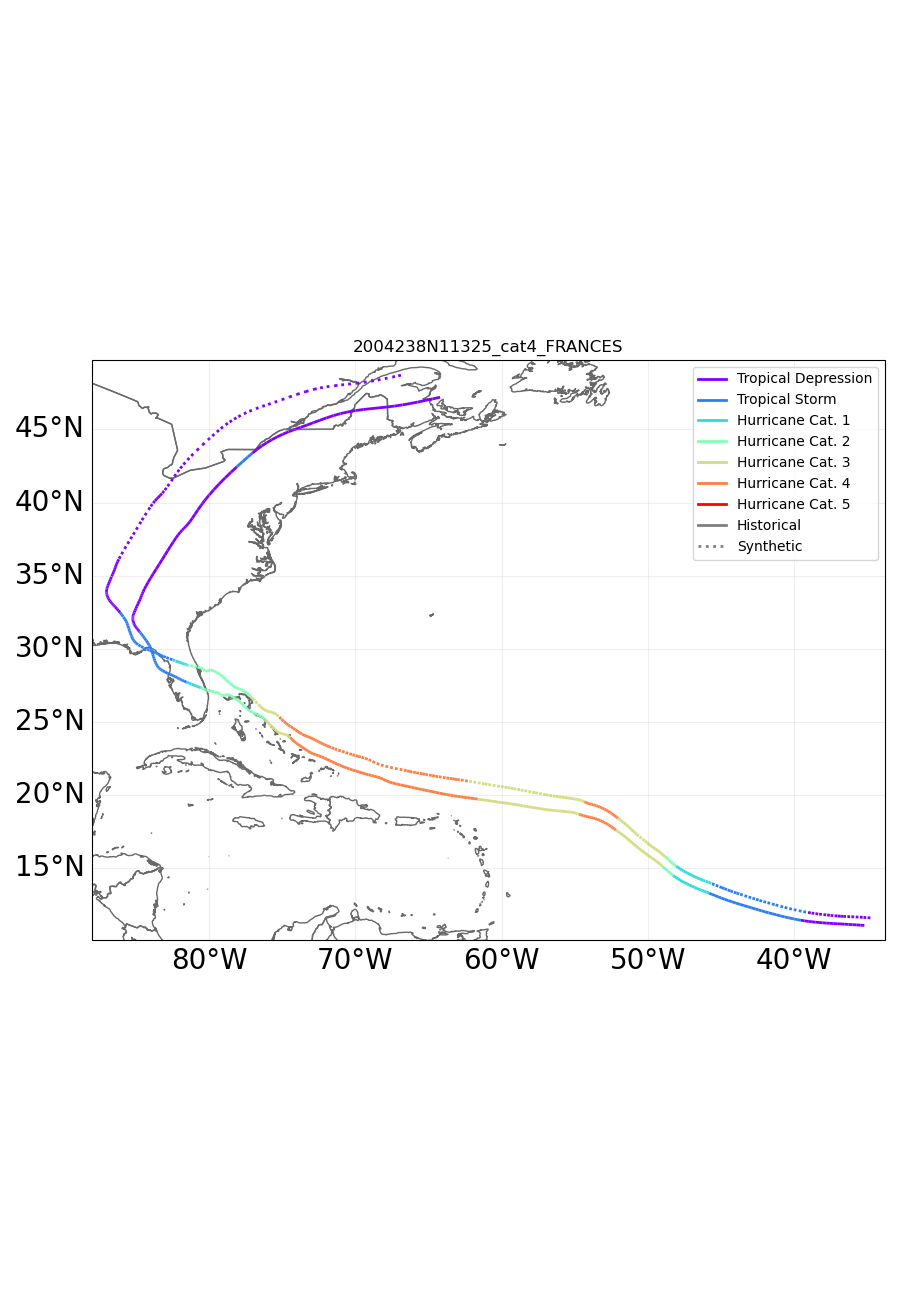 2004238N11325_cat4_FRANCES
Tropical Depression
Tropical Storm
Hurricane Cat. 1
Hurricane Cat. 2
Hurricane Cat. 3
Hurricane Cat. 4
Hurricane Cat. 5
Historical
Synthetic
45°N
40°N
35°N
30°N
25°N
20°N
15°N
80°W 70°W 60°W 50°W 40°W